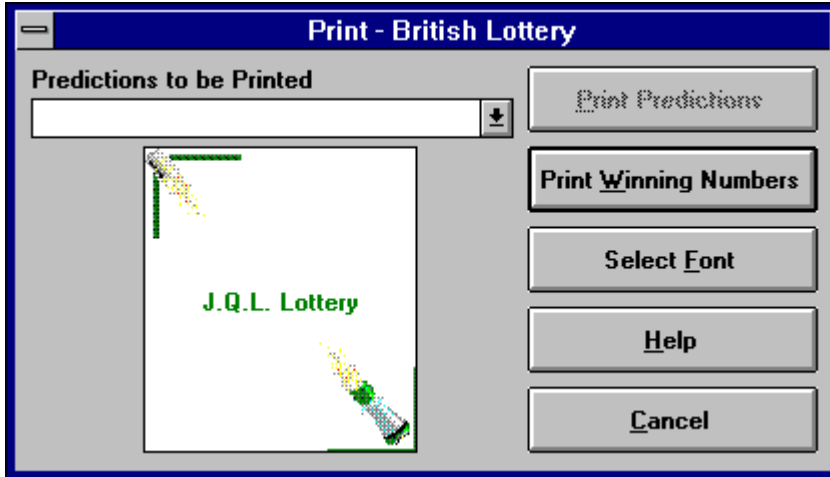 Print - British Lottery
Predictions to be Printed
Print Predictions
Print Winning Numbers
Select Font
J.Q.L. Lottery
Help
Cancel